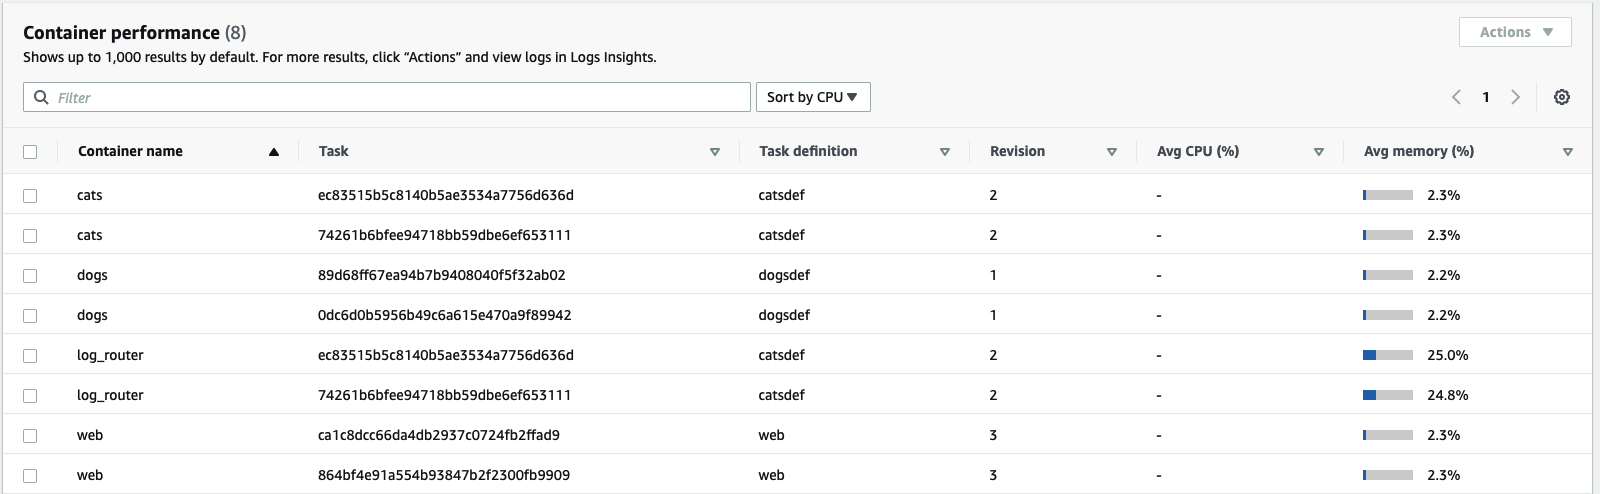 Container performance (8)
Actions
Shows up to 1,000 results by default. For more results, click “Actions” and view logs in Logs Insights.
Filter Sort by CPU 1
Container name Task Task definition Revision Avg CPU (%) Avg memory (%)
cats ec83515b5c8140b5ae3534a7756d636d catsdef 2 - 2.3%
cats 74261b6bfee94718bb59dbe6ef653111 catsdef 2 - 2.3%
dogs 89d68ff67ea94b7b9408040f5f32ab02 dogsdef 1 - 2.2%
dogs 0dc6d0b5956b49c6a615e470a9f89942 dogsdef 1 - 2.2%
log_router ec83515b5c8140b5ae3534a7756d636d catsdef 2 - 25.0%
log_router 74261b6bfee94718bb59dbe6ef653111 catsdef 2 - 24.8%
web ca1c8dcc66da4db2937c0724fb2ffad9 web 3 - 2.3%
web 864bf4e91a554b93847b2f2300fb9909 web 3 - 2.3%